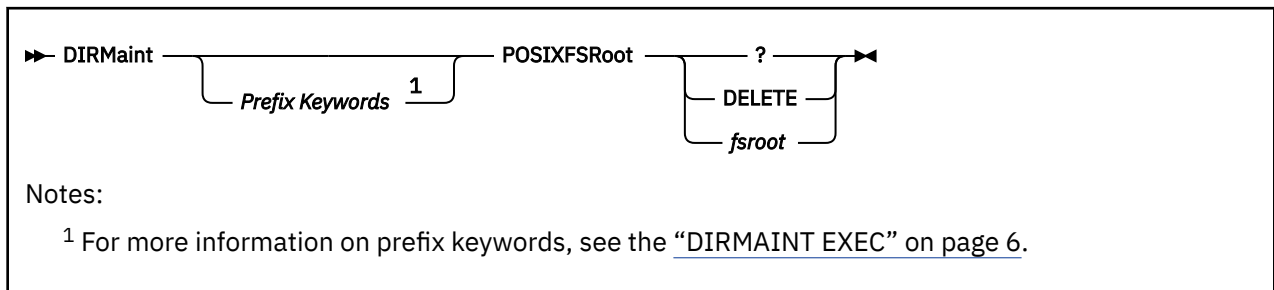 DIRMaint POSIXFSRoot ?
Prefix Keywords 1
DELETE
fsroot
Notes:
1 For more information on prefix keywords, see the “DIRMAINT EXEC” on page 6.